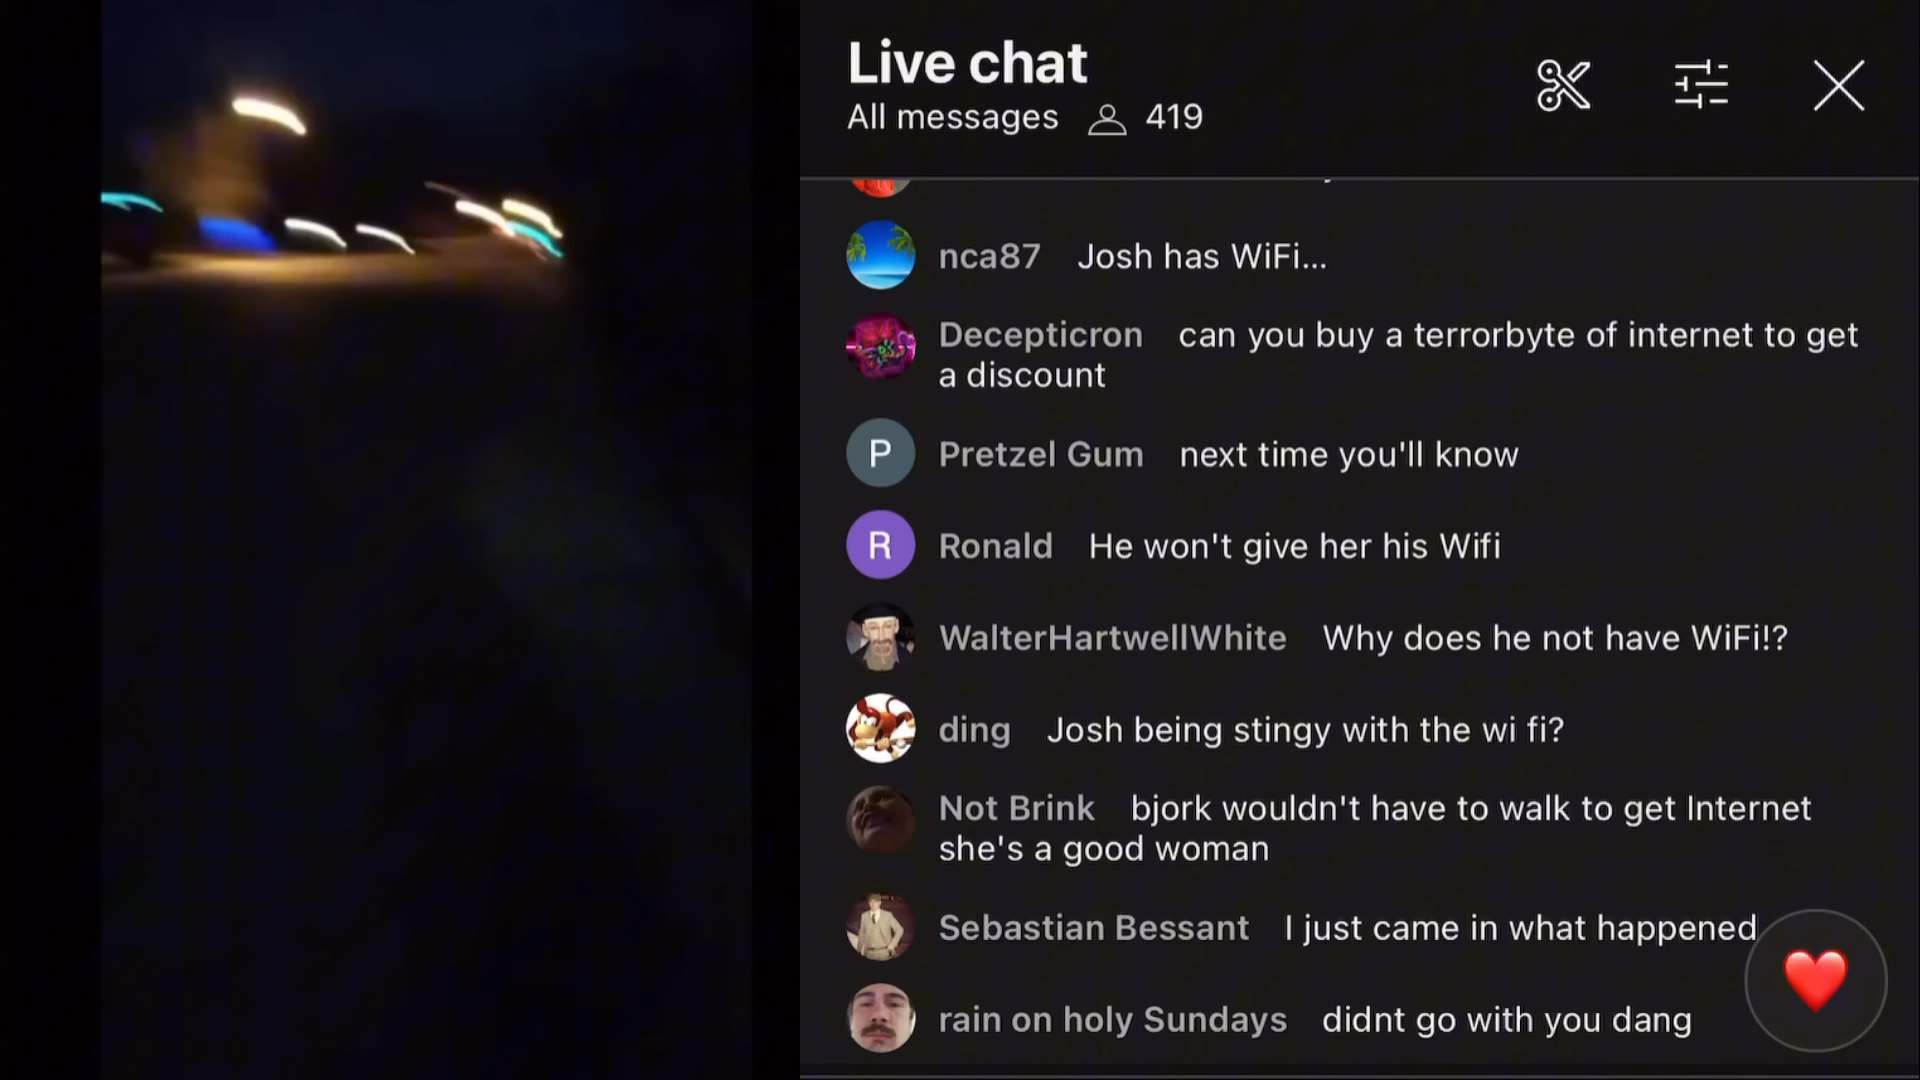 Live chat
All messages 419
nca87 Josh has WiFi...
Decepticron can you buy a terrorbyte of internet to get
a discount
P Pretzel Gum next time you'll know
R Ronald He won't give her his Wifi
WalterHartwellWhite Why does he not have WiFi!?
ding Josh being stingy with the wi fi?
Not Brink bjork wouldn't have to walk to get Internet
she's a good woman
Sebastian Bessant I just came in what happened
rain on holy Sundays didnt go with you dang